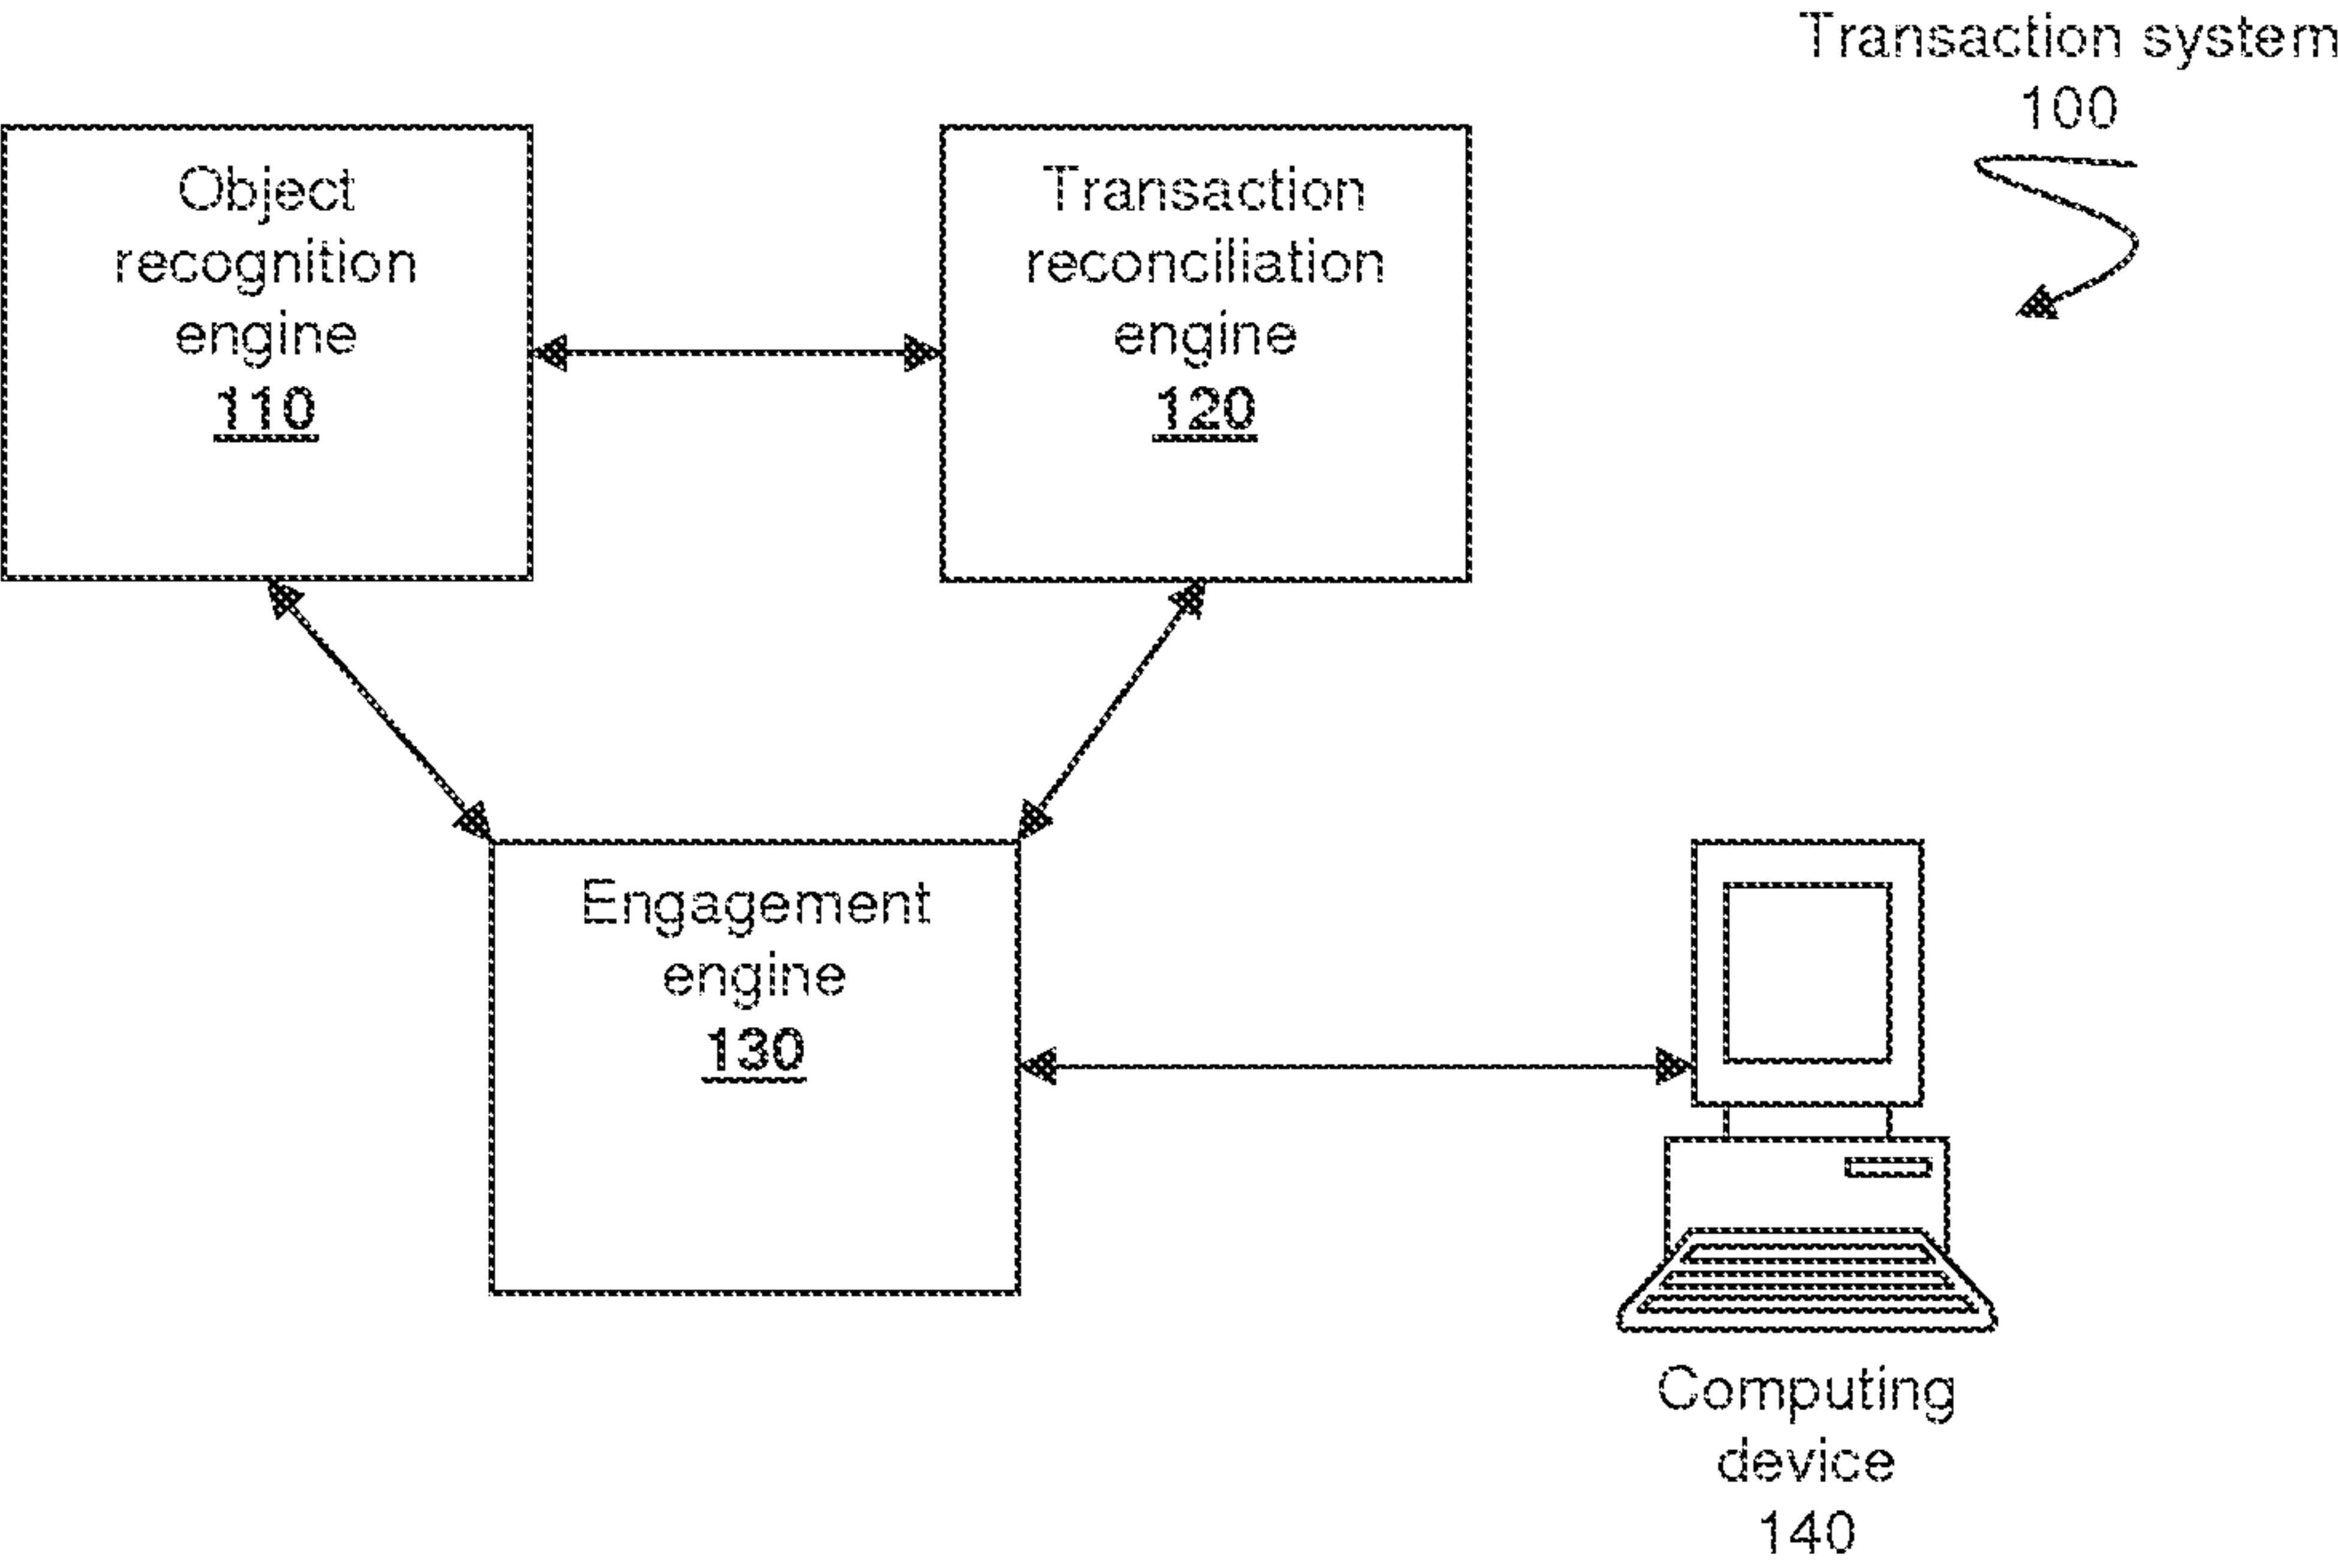 Transaction system
100
Object
recognition
engine
110
Transaction
reconciliation
engine
120
Engagement
engine
130
Computing
device
140